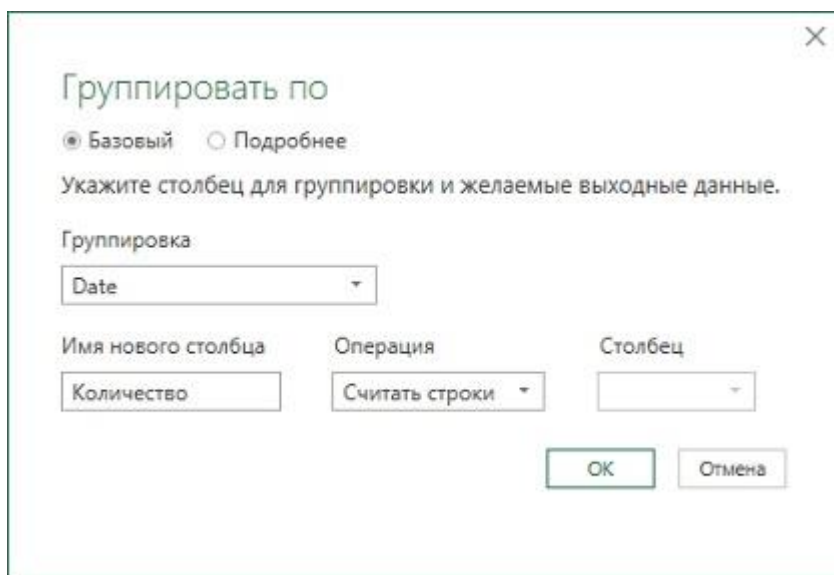 Группировать по
Базовый Подробнее
Укажите столбец для группировки и желаемые выходные данные.
Группировка
Date
Имя нового столбца Операция Столбец
Количество Считать строки
ОК Отмена